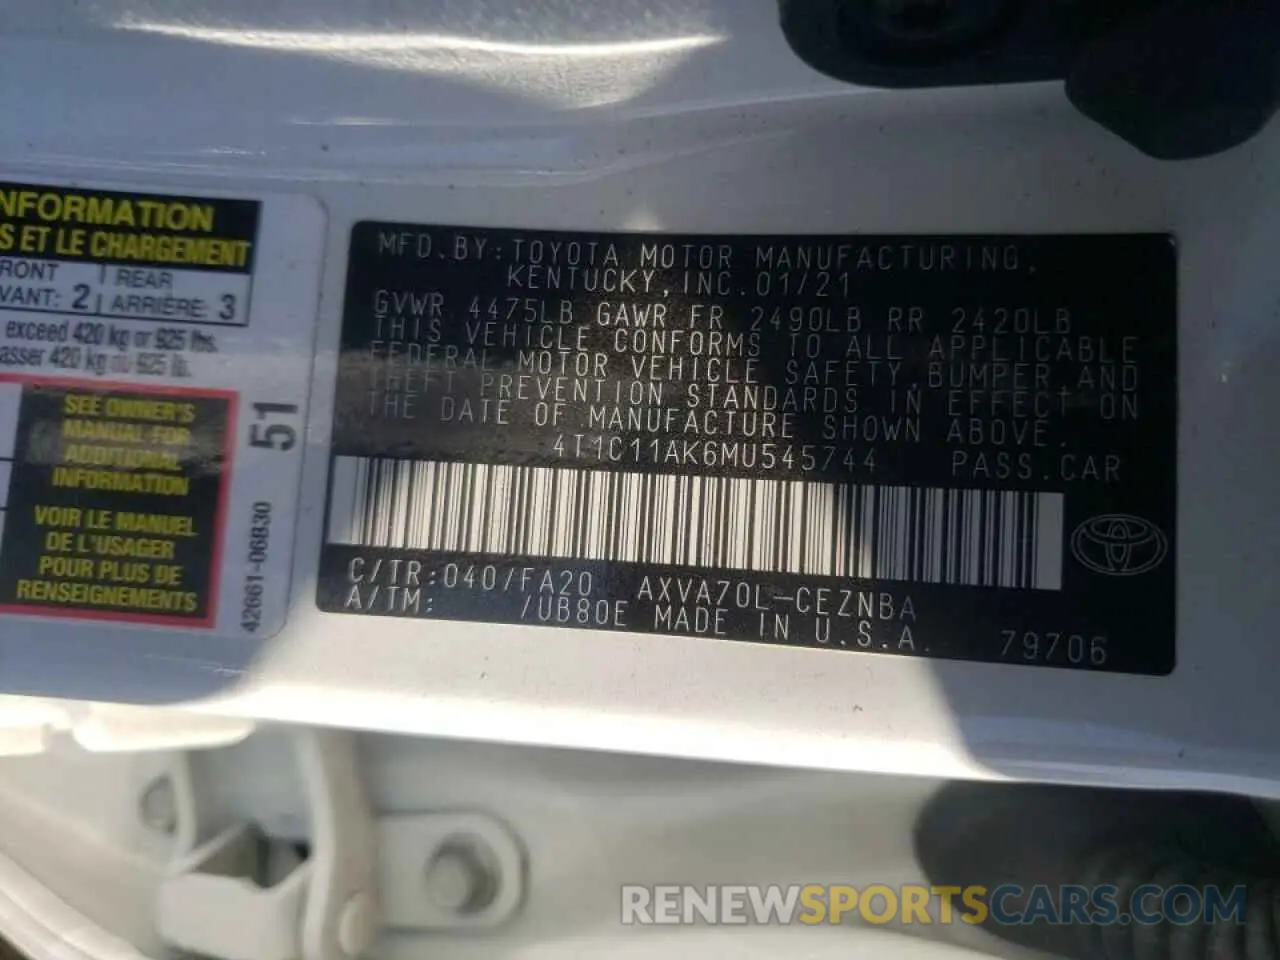 NFORMATION
S ET LE CHARGEMENT
RONT
VANT: 2
REAR
ARRIÈRE: 3
exceed 420 kg or 925 lbs.
asser 420 kg ou 925 lb.
SEE OWNER'S
MANUAL FOR
ADDITIONAL
INFORMATION
VOIR LE MANUEL
DE L'USAGER
POUR PLUS DE
RENSEIGNEMENTS
51
42661-06B30
MFD.BY:TOYOTA MOTOR MANUFACTURING,
KENTUCKY,INC.01/21
GVWR 4475LB GAWR FR 2490LB RR 2420LB
THIS VEHICLE CONFORMS TO ALL APPLICABLE
FEDERAL MOTOR VEHICLE SAFETY,BUMPER,AND
THEFT PREVENTION STANDARDS IN EFFECT ON
THE DATE OF MANUFACTURE SHOWN ABOVE.
4T1C11AK6MU545744 PASS.CAR
C/TR:040/FA20 AXVA70L-CEZNBA
A/TM: /UB80E MADE IN U.S.A.
79706
RENEWSPORTSCARS.COM